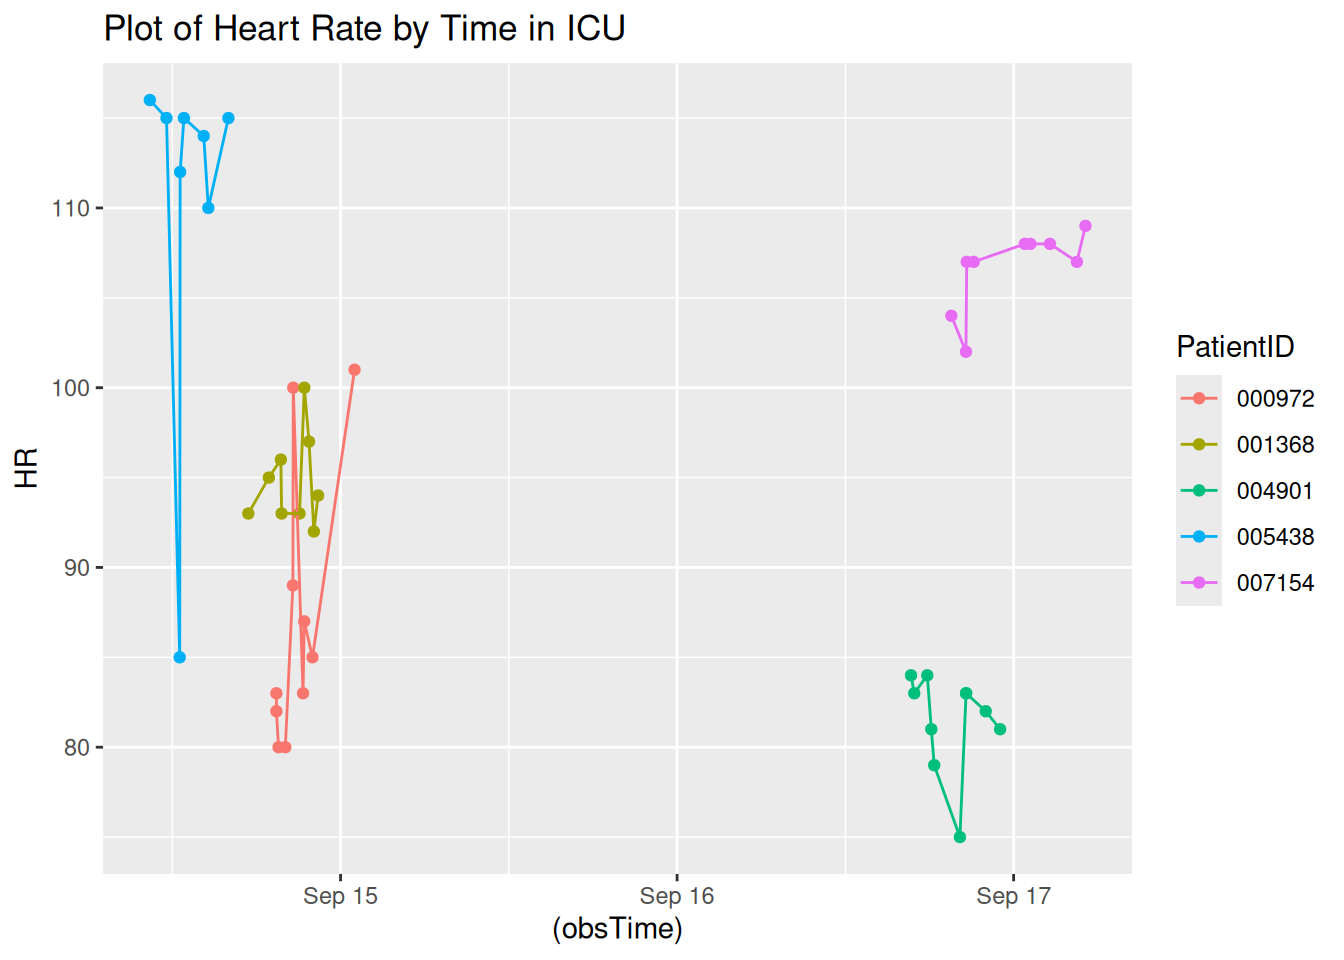 Plot of Heart Rate by Time in ICU
HR
110
100
90
80
Sep 15
Sep 16
Sep 17
(obsTime)
PatientID
000972
001368
004901
005438
007154